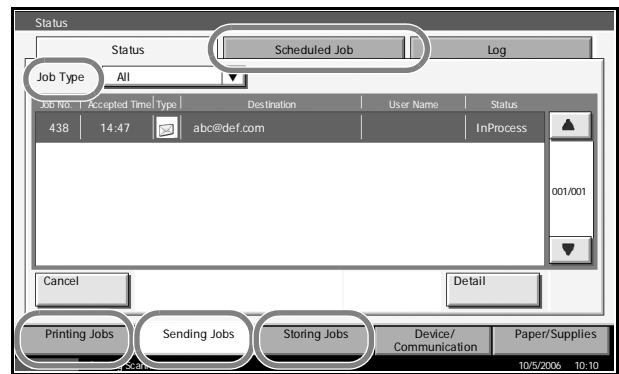 Status
Status Scheduled Job Log
Job Type All
Job No. Accepted Time Type Destination User Name Status
438 14:47 abc@def.com InProcess
001/001
Cancel Detail
Printing Jobs Sending Jobs Storing Jobs Device/ Communication Paper/Supplies
10/5/2006 10:10